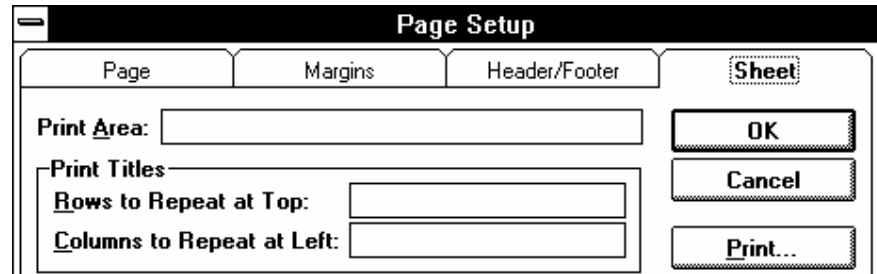 Page Setup
Page Margins Header/Footer Sheet
Print Area: OK
Print Titles Cancel
Rows to Repeat at Top:
Columns to Repeat at Left: Print...